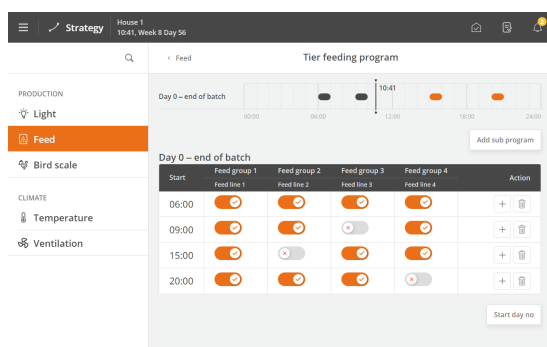 Strategy
House 1
10:41, Week 8 Day 56
2
< Feed
Tier feeding program
PRODUCTION
Light
Feed
Bird scale
CLIMATE
Temperature
Ventilation
Day 0 – end of batch
10:41
00:00 06:00 12:00 18:00 24:00
Add sub program
Day 0 – end of batch
Start Feed group 1 Feed group 2 Feed group 3 Feed group 4 Action
Feed line 1 Feed line 2 Feed line 3 Feed line 4
06:00
09:00
15:00
20:00
Start day no